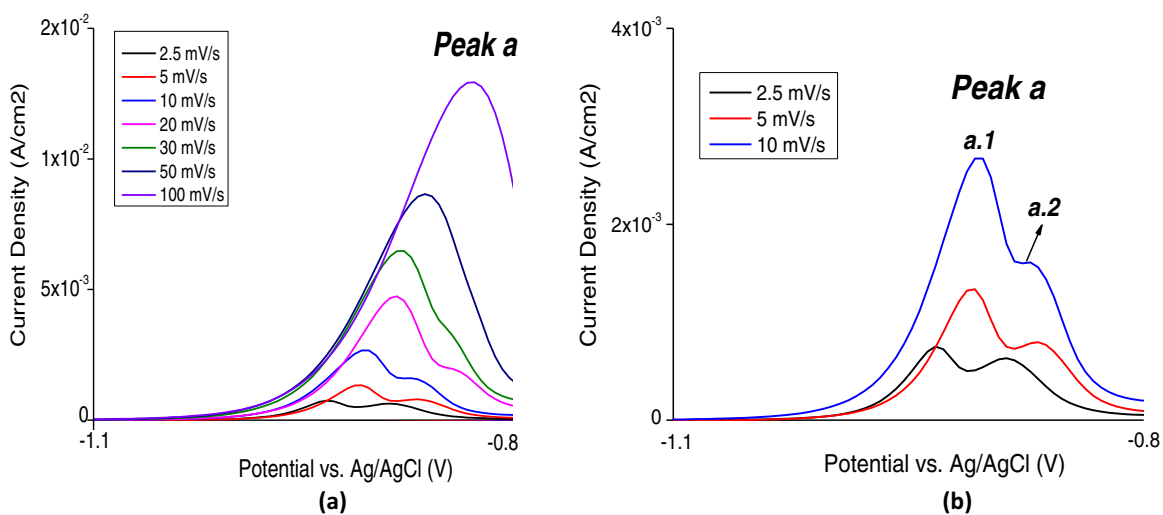 2x10-2
1x10-2
5x10-3
0
Current Density (A/cm2)
2.5 mV/s
5 mV/s
10 mV/s
20 mV/s
30 mV/s
50 mV/s
100 mV/s
Peak a
-1.1
-0.8
Potential vs. Ag/AgCl (V)
(a)
4x10-3
2x10-3
0
Current Density (A/cm2)
2.5 mV/s
5 mV/s
10 mV/s
Peak a
a.1
a.2
-1.1
-0.8
Potential vs. Ag/AgCl (V)
(b)